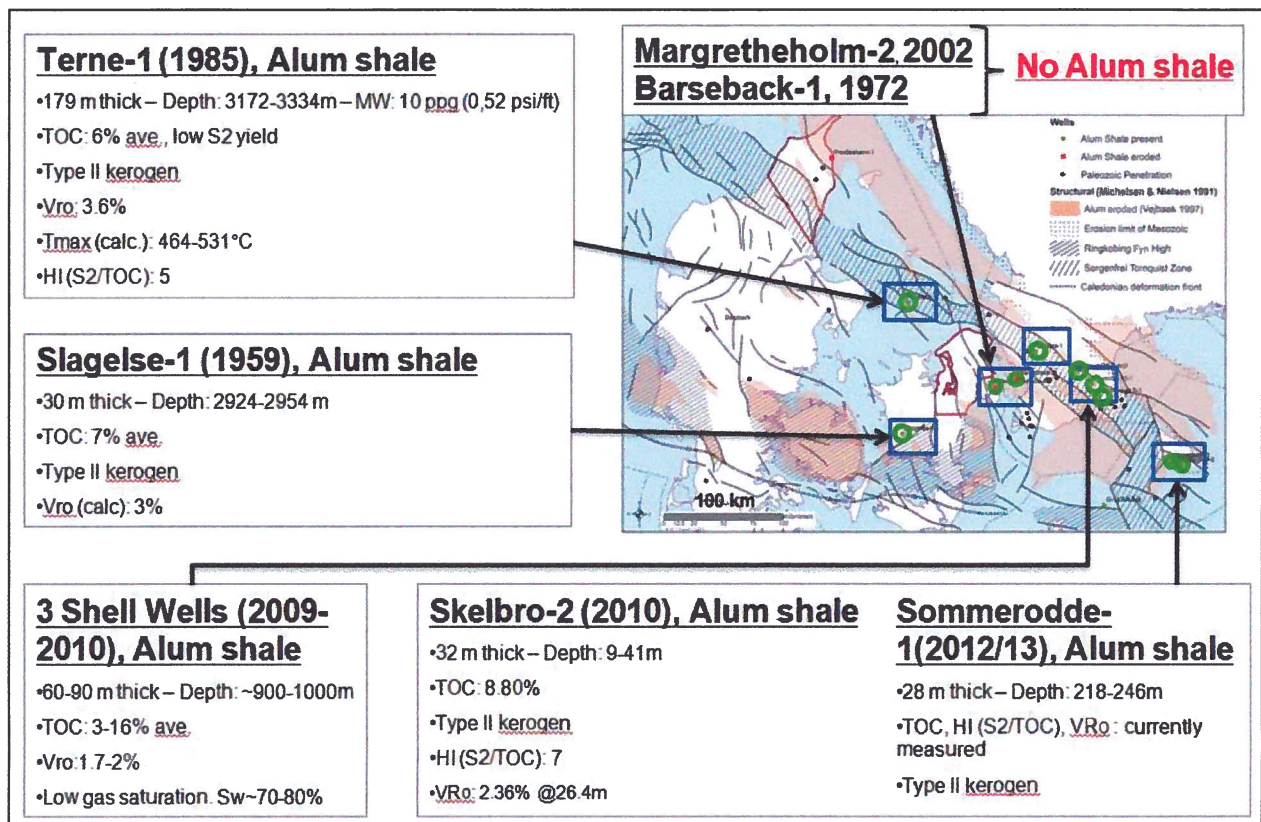 Terne-1 (1985), Alum shale
•179 m thick – Depth: 3172-3334m – MW: 10 ppg (0,52 psi/ft)
•TOC: 6% ave., low S2 yield
•Type II kerogen
•Vro: 3.6%
•Tmax (calc.): 464-531°C
•HI (S2/TOC): 5
Margretheholm-2, 2002
Barseback-1, 1972
No Alum shale
Wells
Alum Shale present
Alum Shale eroded
Paleozoic Penetration
Structural (Michelsen & Nielsen 1991)
Alum eroded (Vejbaek 1997)
Erosion limit of Mesozoic
Ringkobing Fyn High
Sorgenfrei Tornquist Zone
Caledonian deformation front
100 km
Slagelse-1 (1959), Alum shale
•30 m thick – Depth: 2924-2954 m
•TOC: 7% ave.
•Type II kerogen
•Vro (calc): 3%
3 Shell Wells (2009-
2010), Alum shale
•60-90 m thick – Depth: ~900-1000m
•TOC: 3-16% ave.
•Vro:1.7-2%
•Low gas saturation. Sw~70-80%
Skelbro-2 (2010), Alum shale
•32 m thick – Depth: 9-41m
•TOC: 8.80%
•Type II kerogen
•HI (S2/TOC): 7
•VRo: 2.36% @26.4m
Sommerodde-
1(2012/13), Alum shale
•28 m thick – Depth: 218-246m
•TOC, HI (S2/TOC), VRo : currently
measured
•Type II kerogen